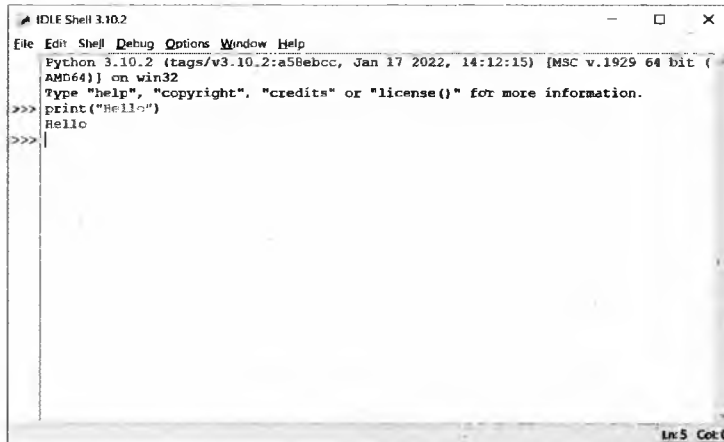 IDLE Shell 3.10.2
File Edit Shell Debug Options Window Help
Python 3.10.2 (tags/v3.10.2:a58ebcc, Jan 17 2022, 14:12:15) [MSC v.1929 64 bit (
AMD64)] on win32
Type "help", "copyright", "credits" or "license()" for more information.
>>> print("Hello")
Hello
>>>
Ln:5 Col: